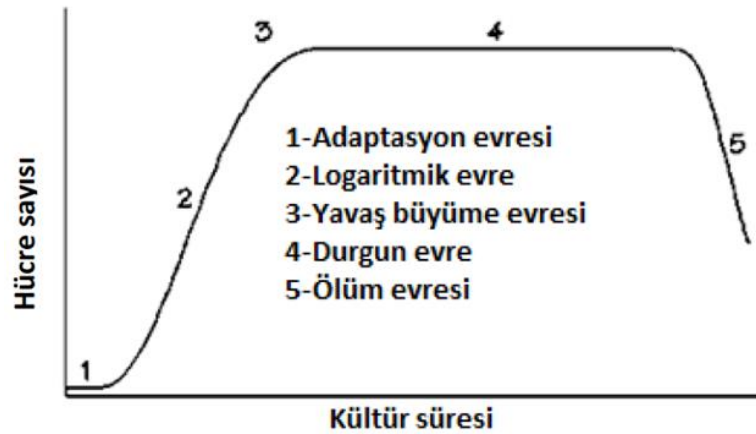 3
4
1-Adaptasyon evresi
2-Logaritmik evre
3-Yavaş büyüme evresi
4-Durgun evre
5-Ölüm evresi
5
2
1
Hücre sayısı
Kültür süresi